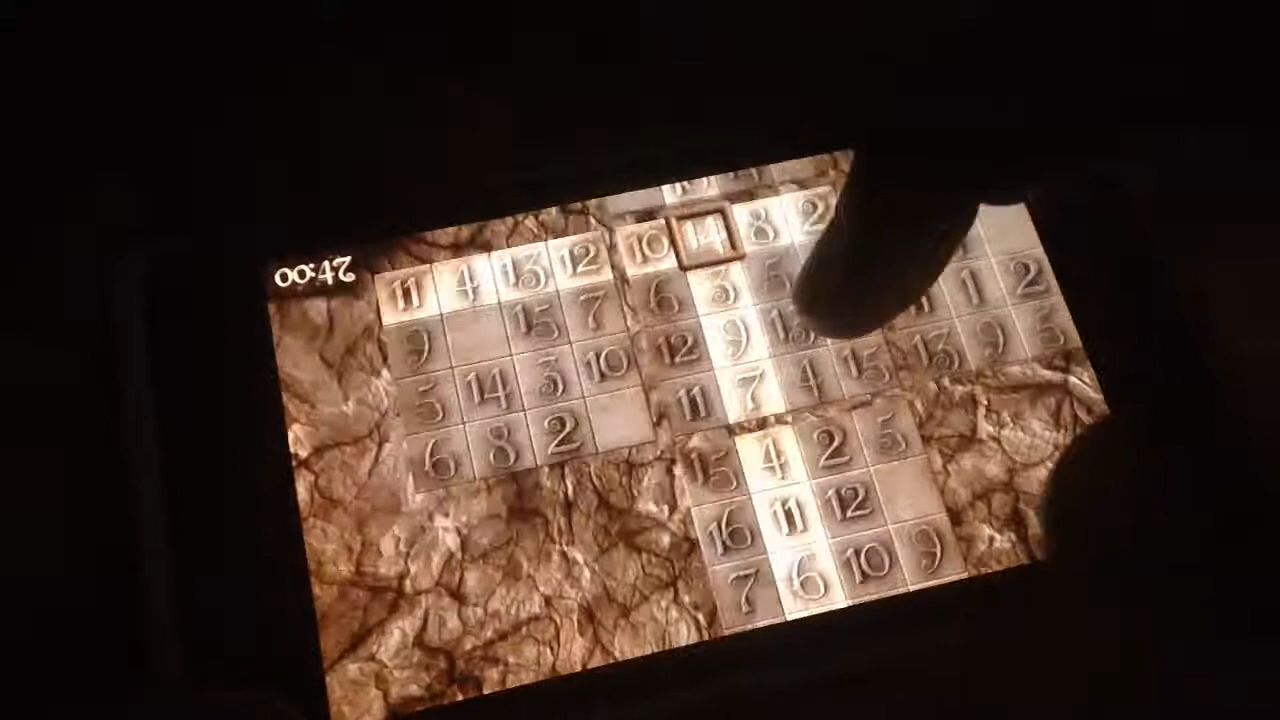 00:47
11 4 13 12 10 14 8 2
9 15 7 6 3 5 1 2
5 14 3 10 12 9 13 9 5
6 8 2 11 7 4 15
15 4 2 5
16 11 12
7 6 10 9